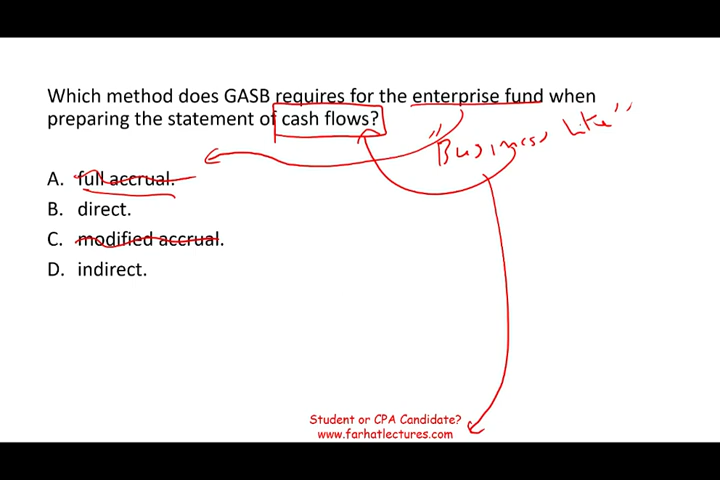 Which method does GASB requires for the enterprise fund when
preparing the statement of cash flows?
"Business Like"
A. full accrual.
B. direct.
C. modified accrual.
D. indirect.
Student or CPA Candidate?
www.farhatlectures.com